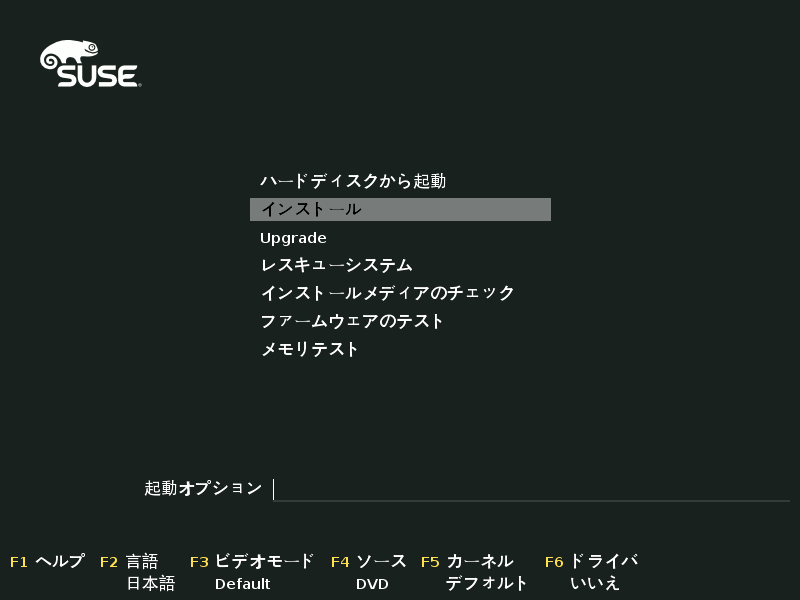 SUSE
ハードディスクから起動
インストール
Upgrade
レスキューシステム
インストールメディアのチェック
ファームウェアのテスト
メモリテスト
起動オプション
F1 ヘルプ F2 言語 F3 ビデオモード F4 ソース F5 カーネル F6 ドライバ
日本語 Default DVD デフォルト いいえ